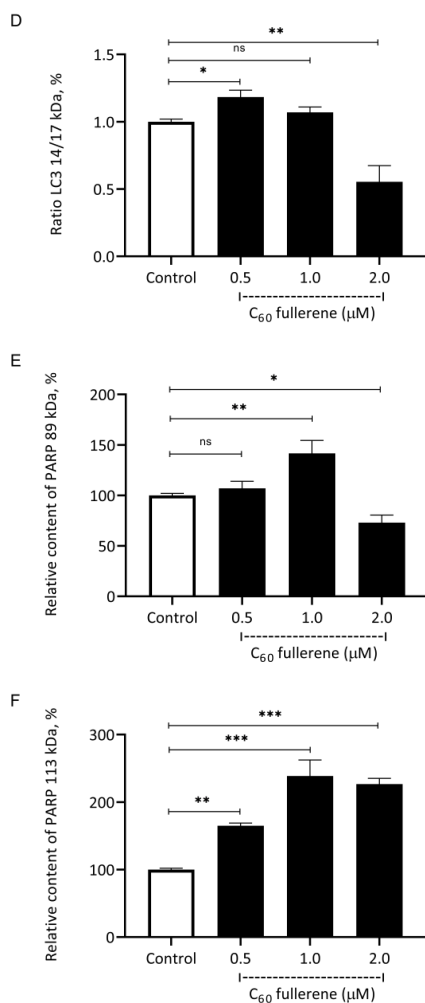 D
**
ns
*
Ratio LC3 14/17 kDa, %
1.5
1.0
0.5
0.0
Control 0.5 1.0 2.0
C₆₀ fullerene (µM)
E
*
**
ns
Relative content of PARP 89 kDa, %
200
150
100
50
0
Control 0.5 1.0 2.0
C₆₀ fullerene (µM)
F
***
***
**
Relative content of PARP 113 kDa, %
300
200
100
0
Control 0.5 1.0 2.0
C₆₀ fullerene (µM)